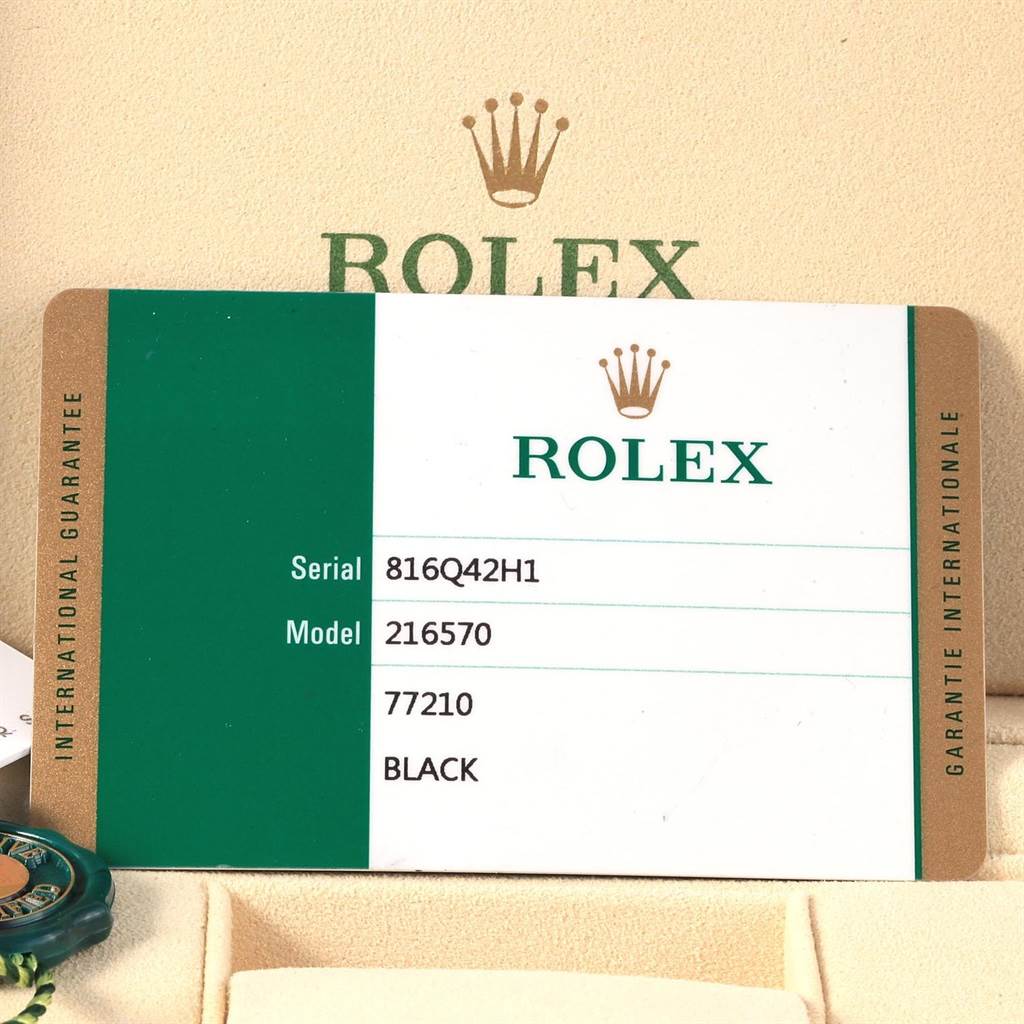 ROLEX
INTERNATIONAL GUARANTEE
ROLEX
Serial 816Q42H1
Model 216570
77210
BLACK
GARANTIE INTERNATIONALE